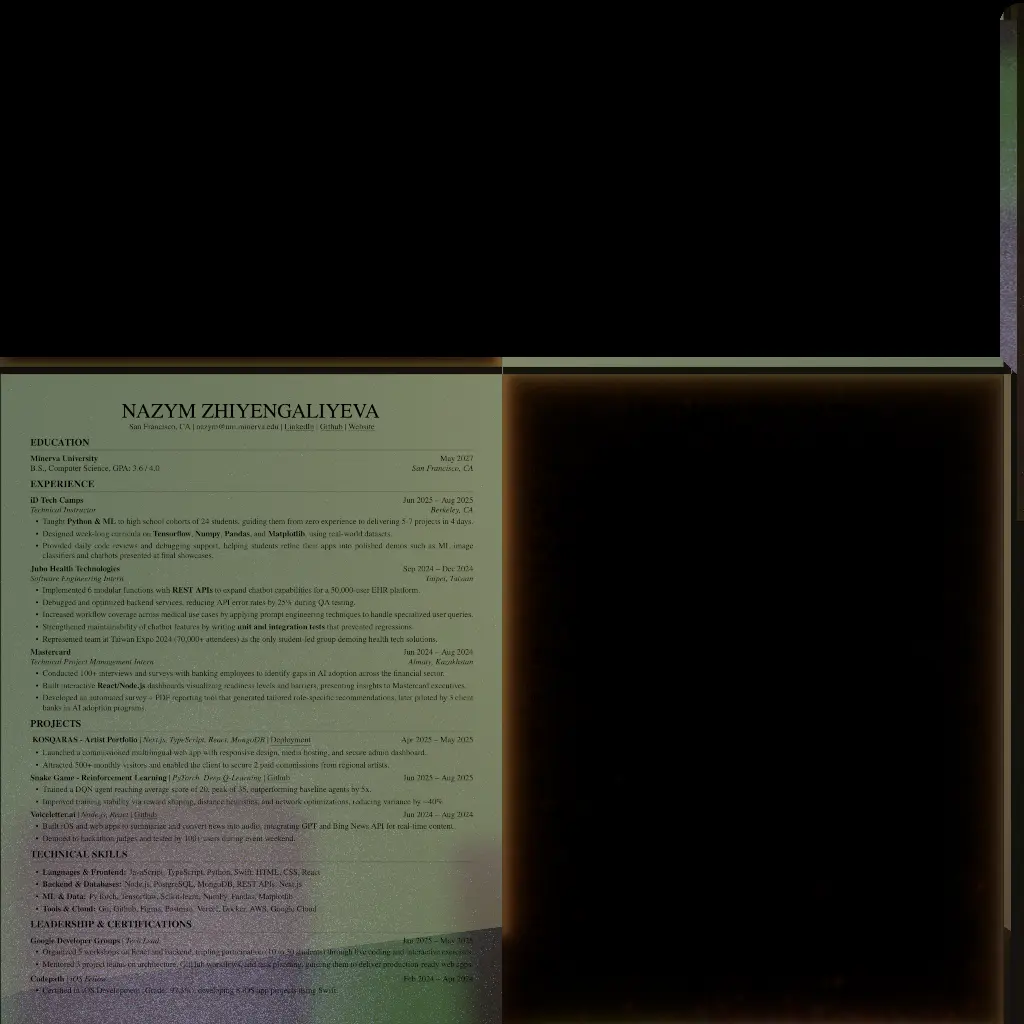 NAZYM ZHIYENGALIYEVA
San Francisco, CA | nazym@uni.minerva.edu | LinkedIn | Github | Website
EDUCATION
Minerva University May 2027
B.S., Computer Science, GPA: 3.6 / 4.0 San Francisco, CA
EXPERIENCE
iD Tech Camps Jun 2025 – Aug 2025
Technical Instructor Berkeley, CA
• Taught Python & ML to high school cohorts of 24 students, guiding them from zero experience to delivering 5-7 projects in 4 days.
• Designed week-long curricula on Tensorflow, Numpy, Pandas, and Matplotlib, using real-world datasets.
• Provided daily code reviews and debugging support, helping students refine their apps into polished demos such as ML image
classifiers and chatbots presented at final showcases.
Jubo Health Technologies Sep 2024 – Dec 2024
Software Engineering Intern Taipei, Taiwan
• Implemented 6 modular functions with REST APIs to expand chatbot capabilities for a 50,000-user EHR platform.
• Debugged and optimized backend services, reducing API error rates by 25% during QA testing.
• Increased workflow coverage across medical use cases by applying prompt engineering techniques to handle specialized user queries.
• Strengthened maintainability of chatbot features by writing unit and integration tests that prevented regressions.
• Represented team at Taiwan Expo 2024 (70,000+ attendees) as the only student-led group demoing health tech solutions.
Mastercard Jun 2024 – Aug 2024
Technical Project Management Intern Almaty, Kazakhstan
• Conducted 100+ interviews and surveys with banking employees to identify gaps in AI adoption across the financial sector.
• Built interactive React/Node.js dashboards visualizing readiness levels and barriers, presenting insights to Mastercard executives.
• Developed an automated survey + PDF reporting tool that generated tailored role-specific recommendations, later piloted by 3 client
banks in AI adoption programs.
PROJECTS
KOSQARAS - Artist Portfolio | Next.js, TypeScript, React, MongoDB | Deployment Apr 2025 – May 2025
• Launched a commissioned multilingual web app with responsive design, media hosting, and secure admin dashboard.
• Attracted 500+ monthly visitors and enabled the client to secure 2 paid commissions from regional artists.
Snake Game - Reinforcement Learning | PyTorch, Deep Q-Learning | Github Jun 2025 – Aug 2025
• Trained a DQN agent reaching average score of 20, peak of 35, outperforming baseline agents by 5x.
• Improved training stability via reward shaping, distance heuristics, and network optimizations, reducing variance by ~40%
Voiceletter.ai | Node.js, React | Github Jun 2024 – Aug 2024
• Built iOS and web apps to summarize and convert news into audio, integrating GPT and Bing News API for real-time content.
• Demoed to hackathon judges and tested by 100+ users during event weekend.
TECHNICAL SKILLS
• Languages & Frontend: JavaScript, TypeScript, Python, Swift, HTML, CSS, React
• Backend & Databases: Node.js, PostgreSQL, MongoDB, REST APIs, Next.js
• ML & Data: PyTorch, Tensorflow, Scikit-learn, NumPy, Pandas, Matplotlib
• Tools & Cloud: Git, Github, Figma, Postman, Vercel, Docker, AWS, Google Cloud
LEADERSHIP & CERTIFICATIONS
Google Developer Groups | Tech Lead Jan 2025 – May 2025
• Organized 5 workshops on React and backend, tripling participation (10 to 30 students) through live coding and interactive exercises.
• Mentored 3 project teams on architecture, GitHub workflows, and task planning, guiding them to deliver production-ready web apps.
Codepath | iOS Fellow Feb 2024 – Apr 2024
• Certified in iOS Development developing 6 iOS app projects using Swift.